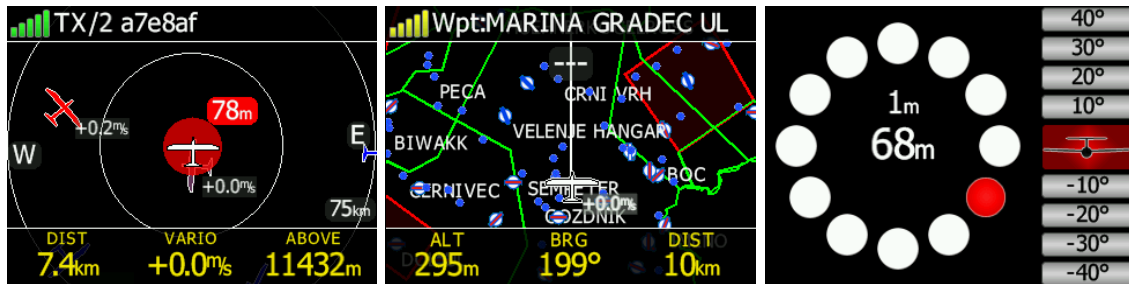 TX/2 a7e8af
78m
+0.2m/s
W
E
+0.0m/s
75km
DIST VARIO ABOVE
7.4km +0.0m/s 11432m
Wpt:MARINA GRADEC UL
---
PECA
CRNI VRH
VELENJE HANGAR
BIWAKK
BOC
CERNIVEC
SEMPETER
+0.0m/s
GOZDNIK
ALT BRG DIST
295m 199° 10km
1m
68m
40°
30°
20°
10°
-10°
-20°
-30°
-40°